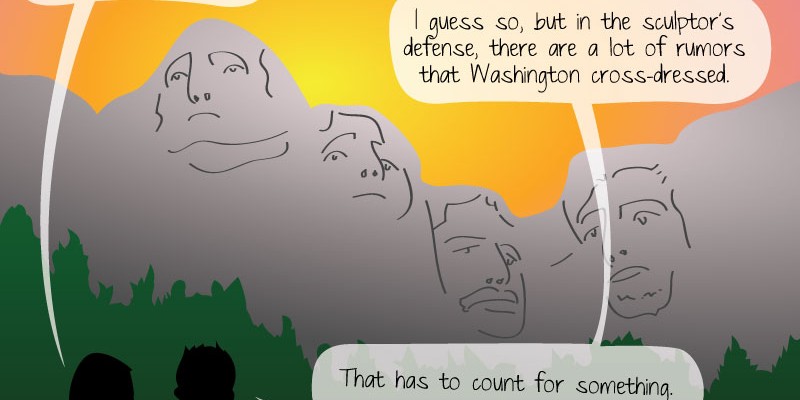 I guess so, but in the sculptor's
defense, there are a lot of rumors
that Washington cross-dressed.
That has to count for something.